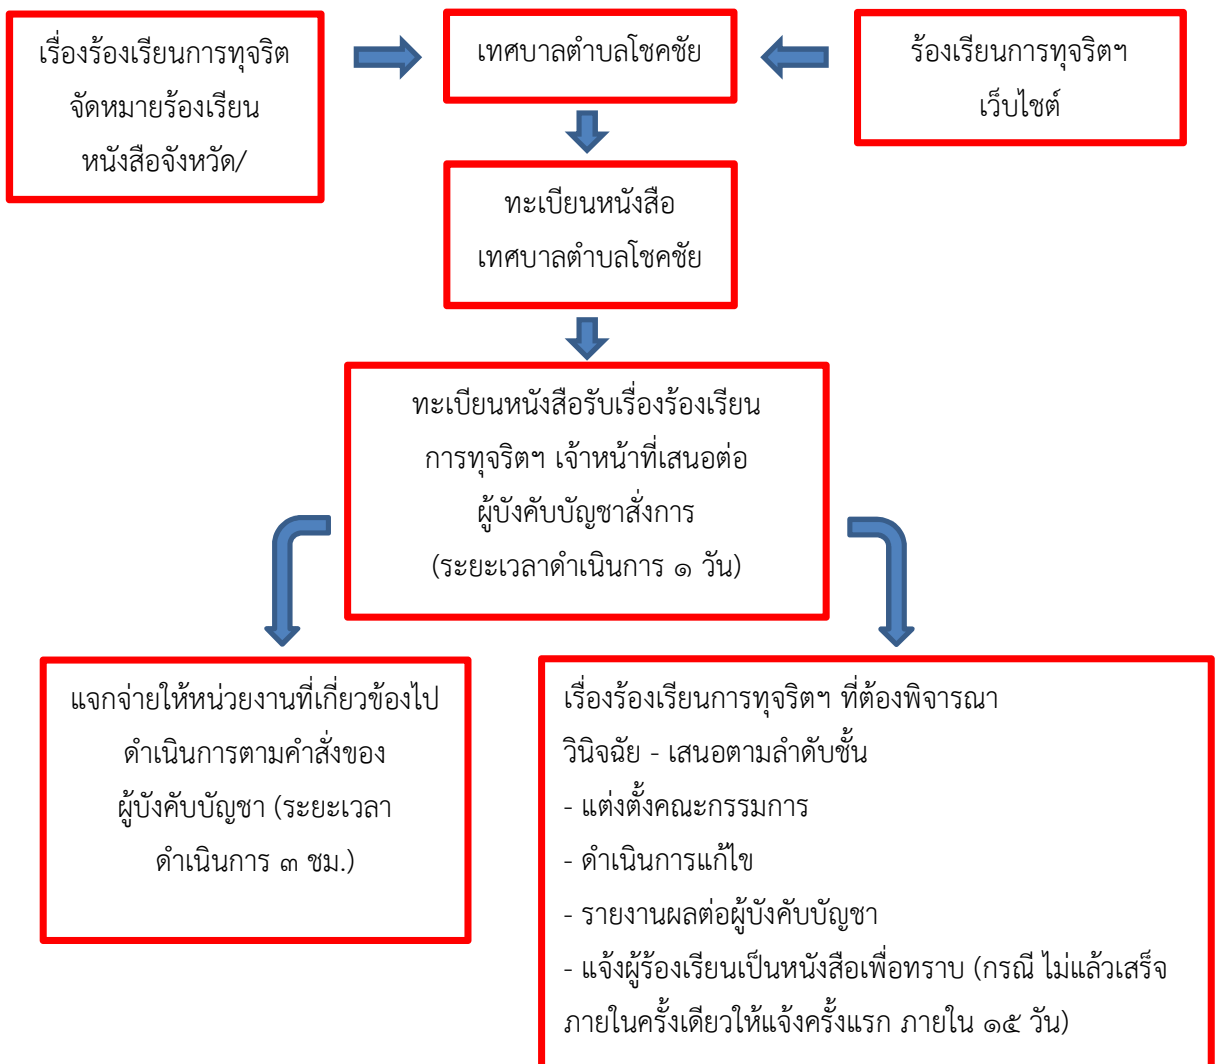 เรื่องร้องเรียนการทุจริต
จัดหมายร้องเรียน
หนังสือจังหวัด/
เทศบาลตำบลโชคชัย
ร้องเรียนการทุจริตฯ
เว็บไซต์
ทะเบียนหนังสือ
เทศบาลตำบลโชคชัย
ทะเบียนหนังสือรับเรื่องร้องเรียน
การทุจริตฯ เจ้าหน้าที่เสนอต่อ
ผู้บังคับบัญชาสั่งการ
(ระยะเวลาดำเนินการ ๑ วัน)
แจกจ่ายให้หน่วยงานที่เกี่ยวข้องไป
ดำเนินการตามคำสั่งของ
ผู้บังคับบัญชา (ระยะเวลา
ดำเนินการ ๓ ชม.)
เรื่องร้องเรียนการทุจริตฯ ที่ต้องพิจารณา
วินิจฉัย - เสนอตามลำดับชั้น
- แต่งตั้งคณะกรรมการ
- ดำเนินการแก้ไข
- รายงานผลต่อผู้บังคับบัญชา
- แจ้งผู้ร้องเรียนเป็นหนังสือเพื่อทราบ (กรณี ไม่แล้วเสร็จ
ภายในครั้งเดียวให้แจ้งครั้งแรก ภายใน ๑๕ วัน)